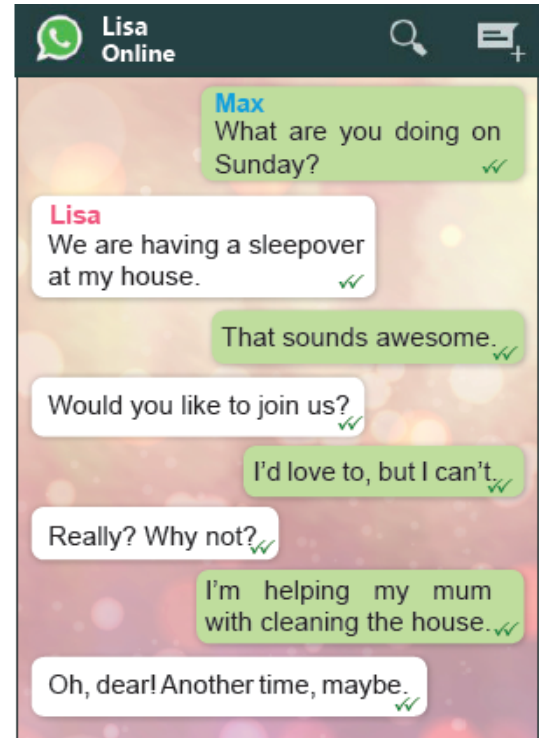 Lisa
Online
Max
What are you doing on
Sunday?
Lisa
We are having a sleepover
at my house.
That sounds awesome.
Would you like to join us?
I'd love to, but I can't.
Really? Why not?
I'm helping my mum
with cleaning the house.
Oh, dear! Another time, maybe.